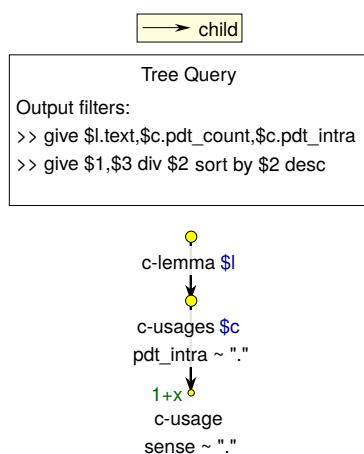 child
Tree Query
Output filters:
>> give $l.text,$c.pdt_count,$c.pdt_intra
>> give $1,$3 div $2 sort by $2 desc
c-lemma $l
c-usages $c
pdt_intra ~ "."
1+x
c-usage
sense ~ "."